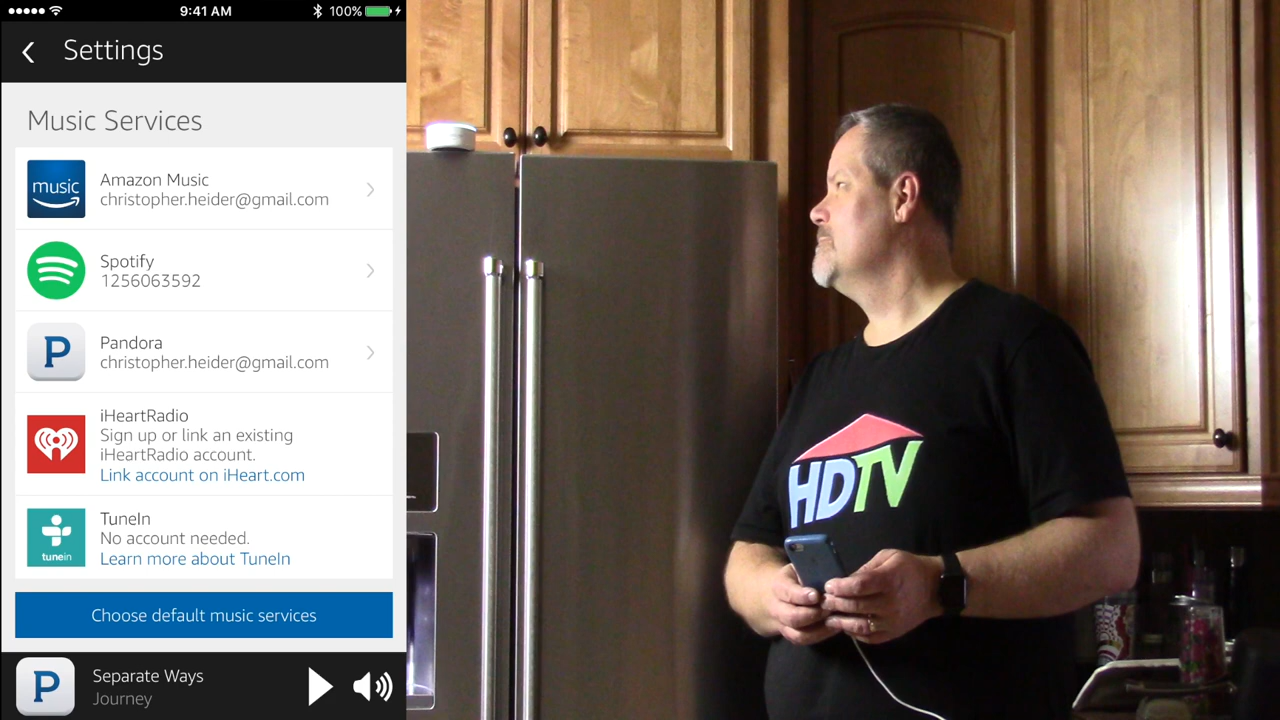 9:41 AM
100%
Settings
Music Services
music
Amazon Music
christopher.heider@gmail.com
Spotify
1256063592
P
Pandora
christopher.heider@gmail.com
iHeartRadio
Sign up or link an existing
iHeartRadio account.
Link account on iHeart.com
tunein
TuneIn
No account needed.
Learn more about TuneIn
Choose default music services
P
Separate Ways
Journey
HDTV